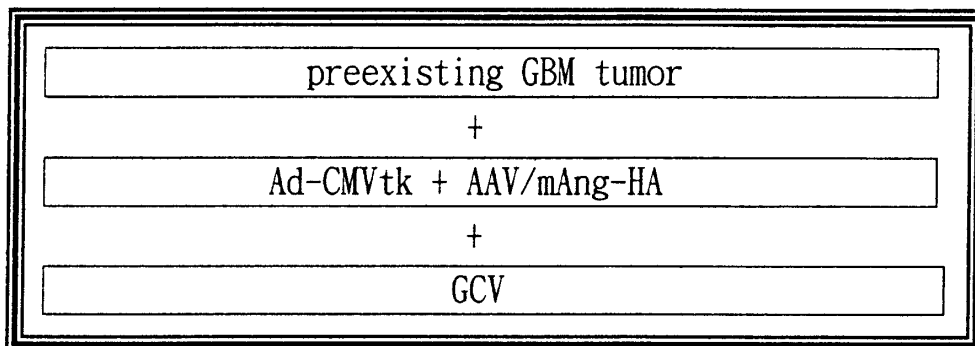 preexisting GBM tumor
+
Ad-CMVtk + AAV/mAng-HA
+
GCV